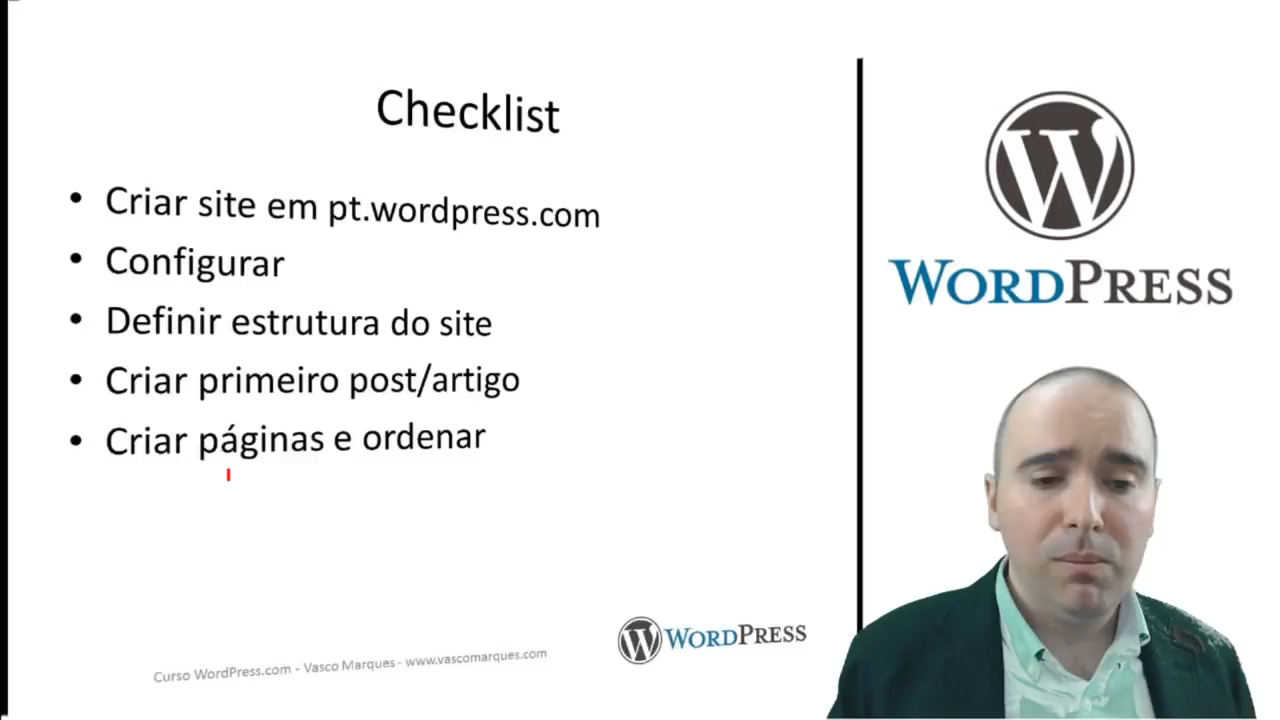 Checklist
• Criar site em pt.wordpress.com
• Configurar
• Definir estrutura do site
• Criar primeiro post/artigo
• Criar páginas e ordenar
WORDPRESS
Curso WordPress.com - Vasco Marques - www.vascomarques.com
WORDPRESS